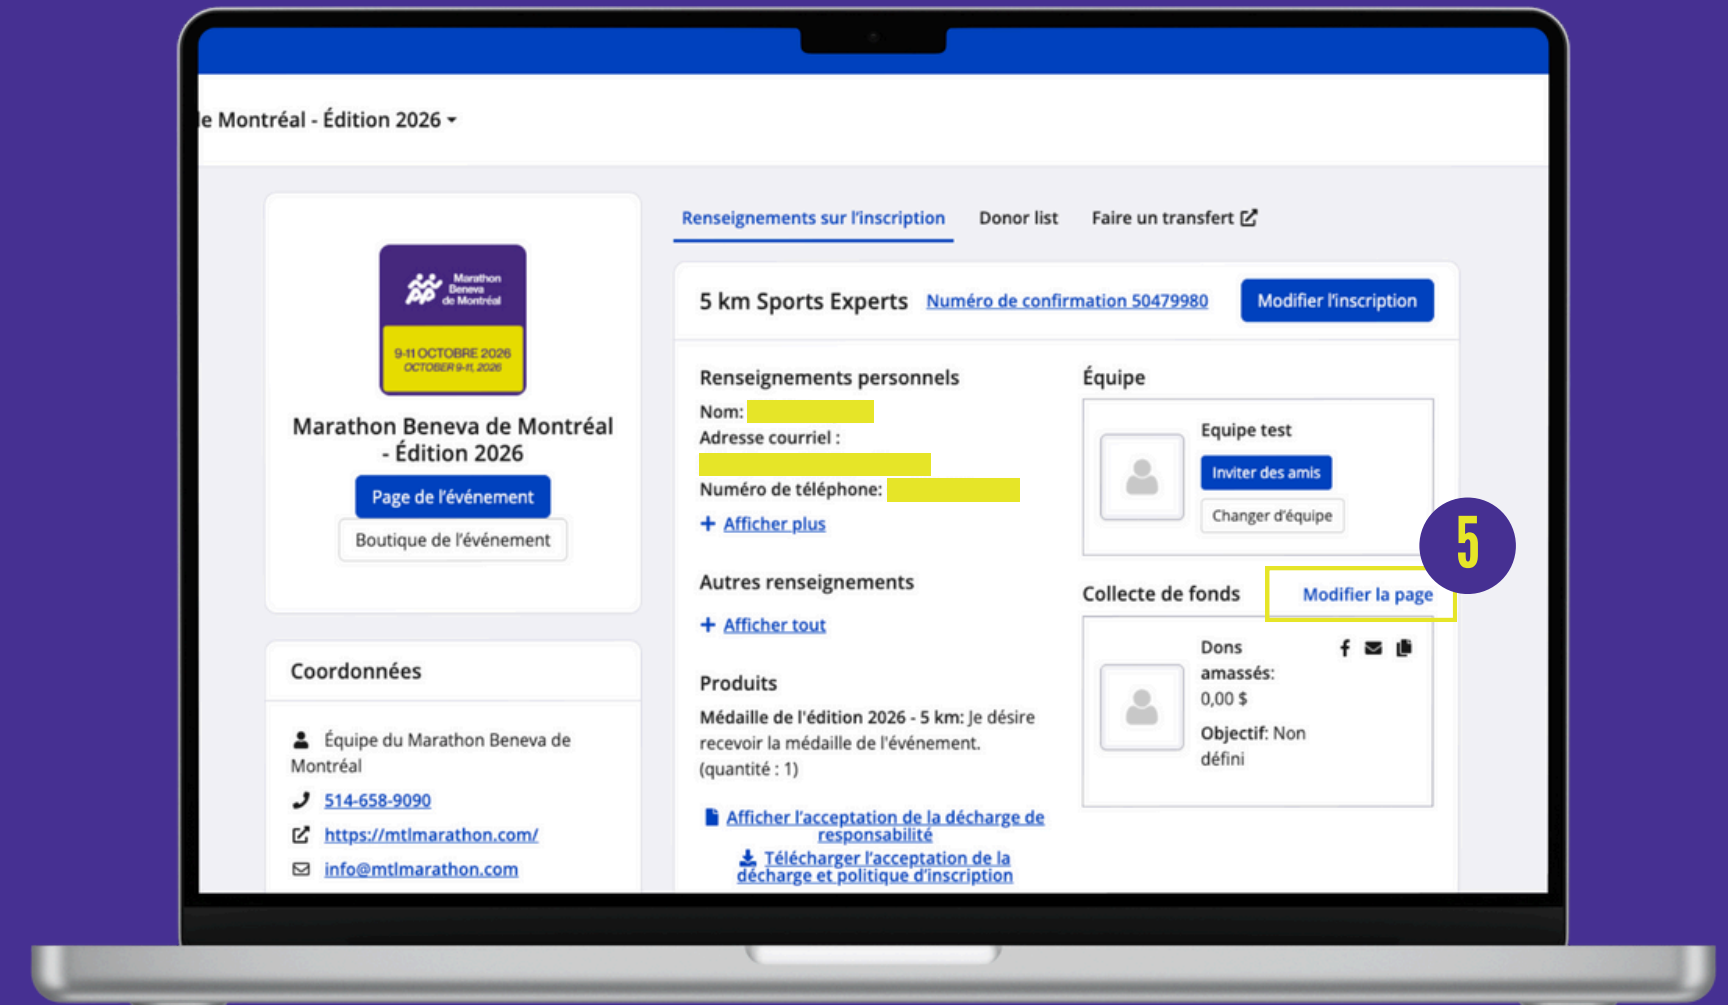 le Montréal - Édition 2026
Marathon
Beneva
de Montréal
9-11 OCTOBRE 2026
OCTOBER 9-11, 2026
Marathon Beneva de Montréal
- Édition 2026
Page de l'événement
Boutique de l'événement
Coordonnées
Équipe du Marathon Beneva de
Montréal
514-658-9090
https://mtlmarathon.com/
info@mtlmarathon.com
Renseignements sur l'inscription
Donor list
Faire un transfert
5 km Sports Experts
Numéro de confirmation 50479980
Modifier l'inscription
Renseignements personnels
Nom:
Adresse courriel :
Numéro de téléphone:
+ Afficher plus
Autres renseignements
+ Afficher tout
Produits
Médaille de l'édition 2026 - 5 km: Je désire
recevoir la médaille de l'événement.
(quantité : 1)
Afficher l'acceptation de la décharge de
responsabilité
Télécharger l'acceptation de la
décharge et politique d'inscription
Équipe
Equipe test
Inviter des amis
Changer d'équipe
5
Collecte de fonds
Modifier la page
Dons
amassés:
0,00 $
Objectif: Non
défini